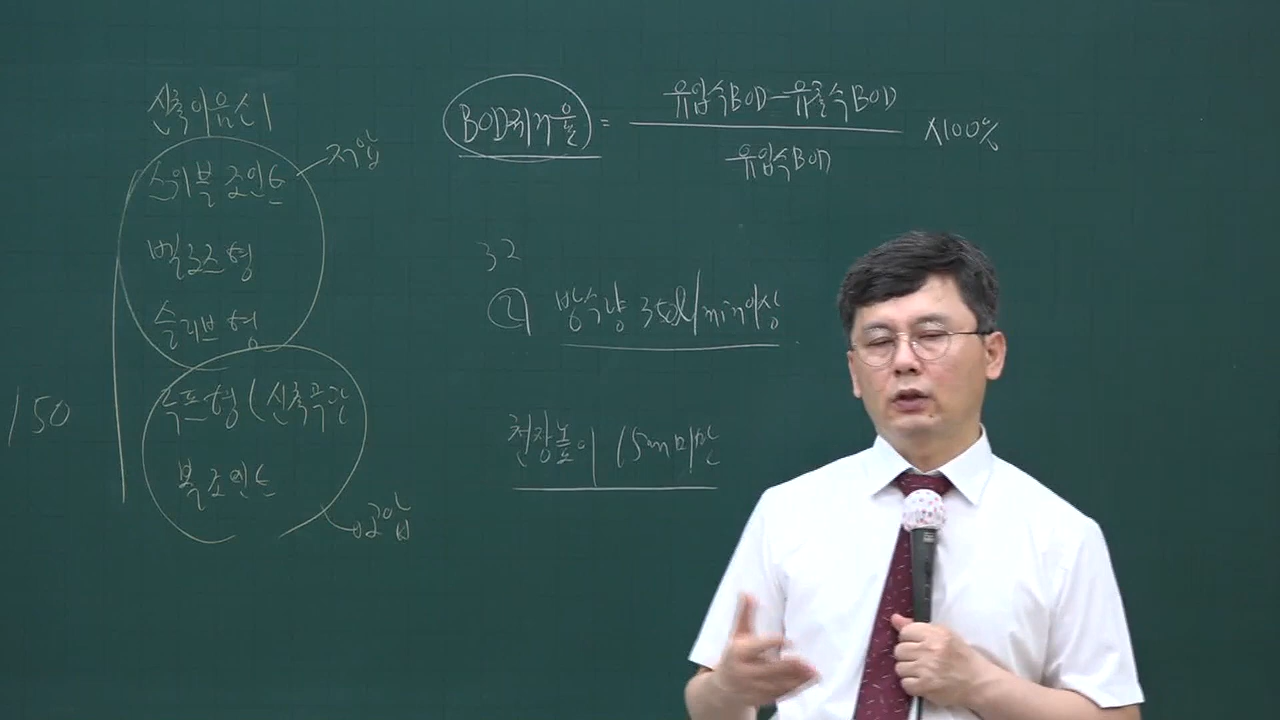 신축이음쇠
스위블 조인트
저압
벨로즈형
슬리브형
루프형(신축곡관
볼조인트
고압
150
BOD제거율 =
유입수BOD-유출수BOD
유입수BOD
×100%
32
② 방수량 350l/min이상
천장높이 15m미만